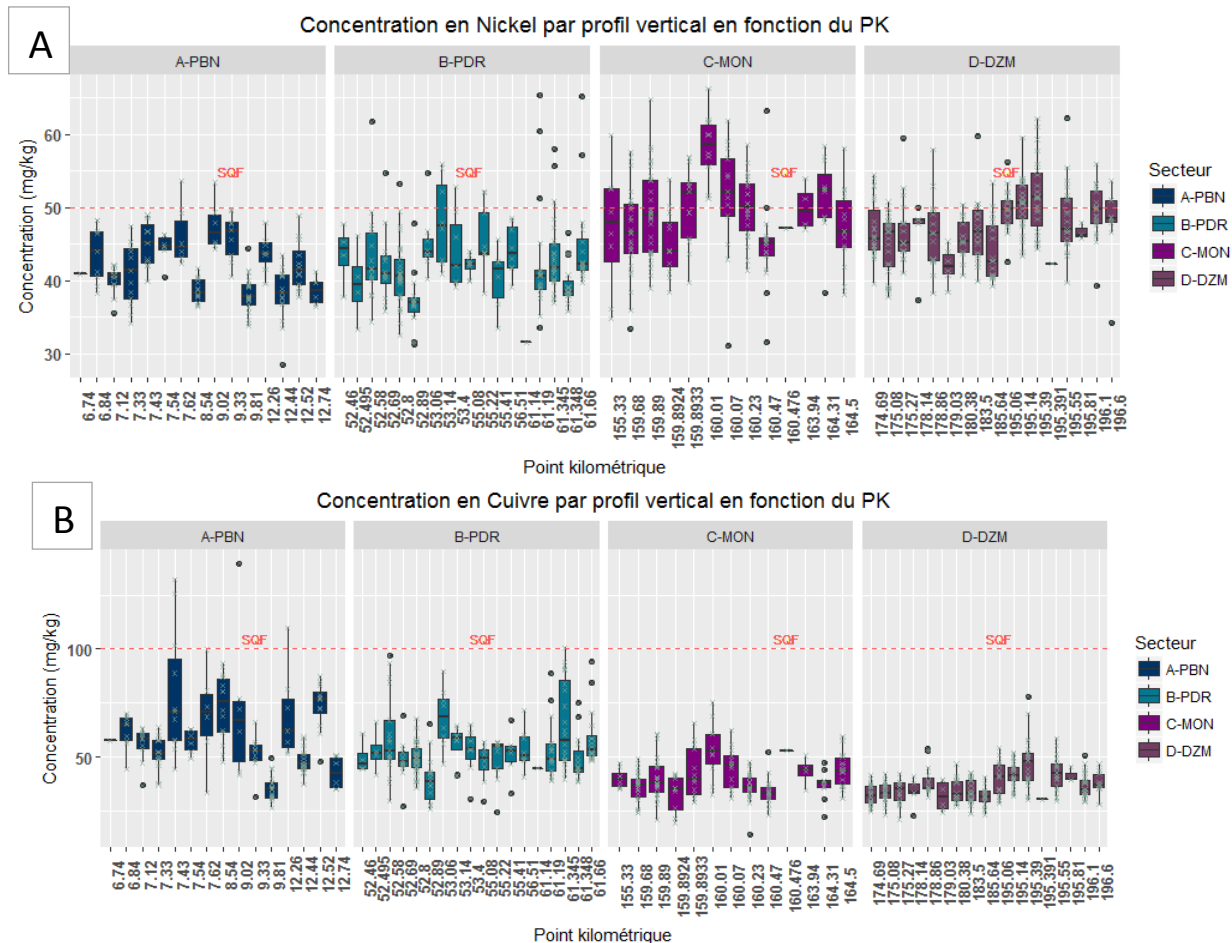 A
Concentration en Nickel par profil vertical en fonction du PK
A-PBN B-PDR C-MON D-DZM
Concentration (mg/kg)
60
50
40
30
SQF SQF SQF SQF
Secteur
A-PBN
B-PDR
C-MON
D-DZM
6.74 6.84 7.12 7.33 7.43 7.54 7.62 8.54 9.02 9.33 9.81 12.26 12.44 12.52 12.74
52.46 52.495 52.58 52.69 52.8 52.89 53.06 53.14 53.4 55.08 55.22 55.41 56.51 61.14 61.19 61.345 61.348 61.66
155.33 159.68 159.89 159.8924 159.8933 160.01 160.07 160.23 160.47 160.476 163.94 164.31 164.5
174.69 175.08 175.27 178.14 178.86 179.03 180.38 183.5 185.64 195.06 195.14 195.39 195.391 195.55 195.81 196.1 196.6
Point kilométrique
B
Concentration en Cuivre par profil vertical en fonction du PK
A-PBN B-PDR C-MON D-DZM
Concentration (mg/kg)
100
50
SQF SQF SQF SQF
Secteur
A-PBN
B-PDR
C-MON
D-DZM
6.74 6.84 7.12 7.33 7.43 7.54 7.62 8.54 9.02 9.33 9.81 12.26 12.44 12.52 12.74
52.46 52.495 52.58 52.69 52.8 52.89 53.06 53.14 53.4 55.08 55.22 55.41 56.51 61.14 61.19 61.345 61.348 61.66
155.33 159.68 159.89 159.8924 159.8933 160.01 160.07 160.23 160.47 160.476 163.94 164.31 164.5
174.69 175.08 175.27 178.14 178.86 179.03 180.38 183.5 185.64 195.06 195.14 195.39 195.391 195.55 195.81 196.1 196.6
Point kilométrique